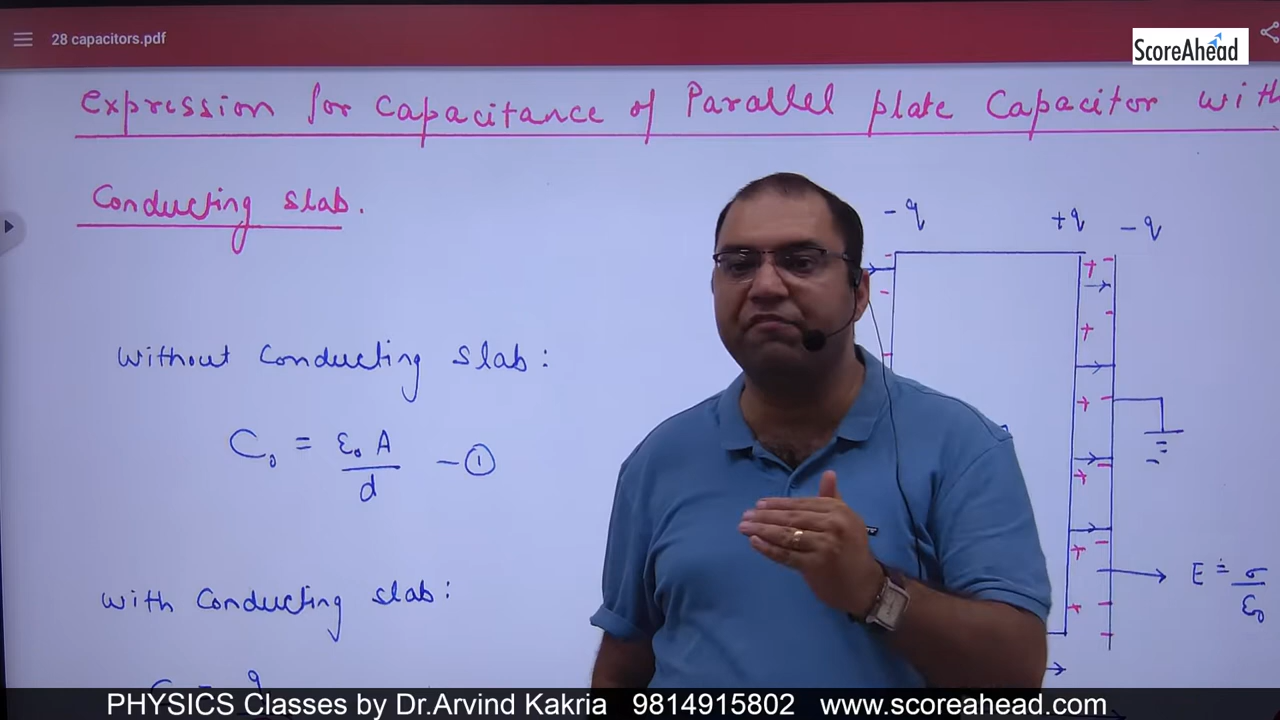 28 capacitors.pdf
ScoreAhead
Expression for Capacitance of Parallel plate Capacitor with
Conducting slab.
-q +q -q
without Conducting slab:
C₀ = ε₀ A / d - ①
E = σ / ε₀
with Conducting slab:
PHYSICS Classes by Dr.Arvind Kakria 9814915802 www.scoreahead.com